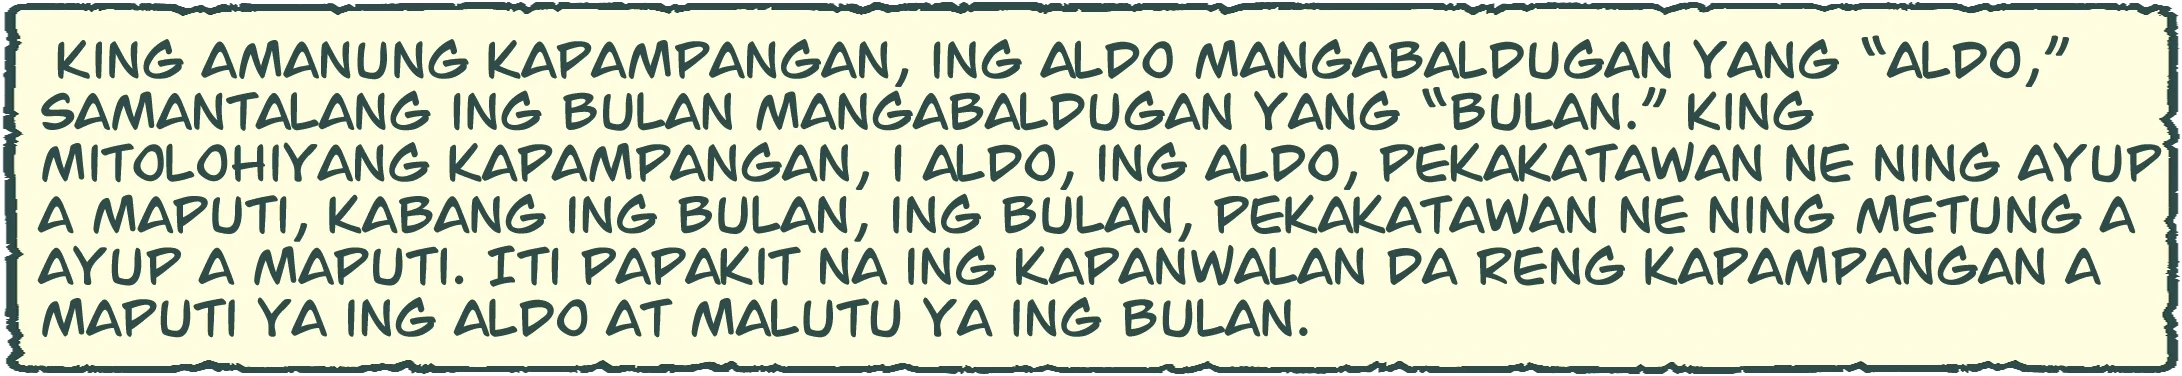 KING AMANUNG KAPAMPANGAN, ING ALDO MANGABALDUGAN YANG “ALDO,”
SAMANTALANG ING BULAN MANGABALDUGAN YANG “BULAN.” KING
MITOLOHIYANG KAPAMPANGAN, I ALDO, ING ALDO, PEKAKATAWAN NE NING AYUP
A MAPUTI, KABANG ING BULAN, ING BULAN, PEKAKATAWAN NE NING METUNG A
AYUP A MAPUTI. ITI PAPAKIT NA ING KAPANWALAN DA RENG KAPAMPANGAN A
MAPUTI YA ING ALDO AT MALUTU YA ING BULAN.